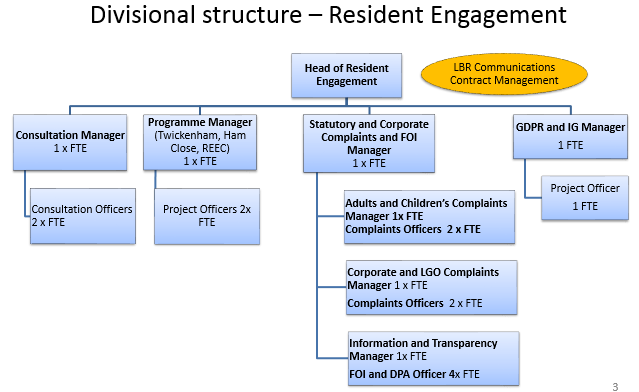 Divisional structure – Resident Engagement
Head of Resident
Engagement
LBR Communications
Contract Management
Consultation Manager
1 x FTE
Programme Manager
(Twickenham, Ham
Close, REEC)
1 x FTE
Statutory and Corporate
Complaints and FOI
Manager
1 x FTE
GDPR and IG Manager
1 FTE
Consultation Officers
2 x FTE
Project Officers 2x
FTE
Adults and Children's Complaints
Manager 1x FTE
Complaints Officers 2 x FTE
Corporate and LGO Complaints
Manager 1 x FTE
Complaints Officers 2 x FTE
Information and Transparency
Manager 1x FTE
FOI and DPA Officer 4x FTE
Project Officer
1 FTE
3